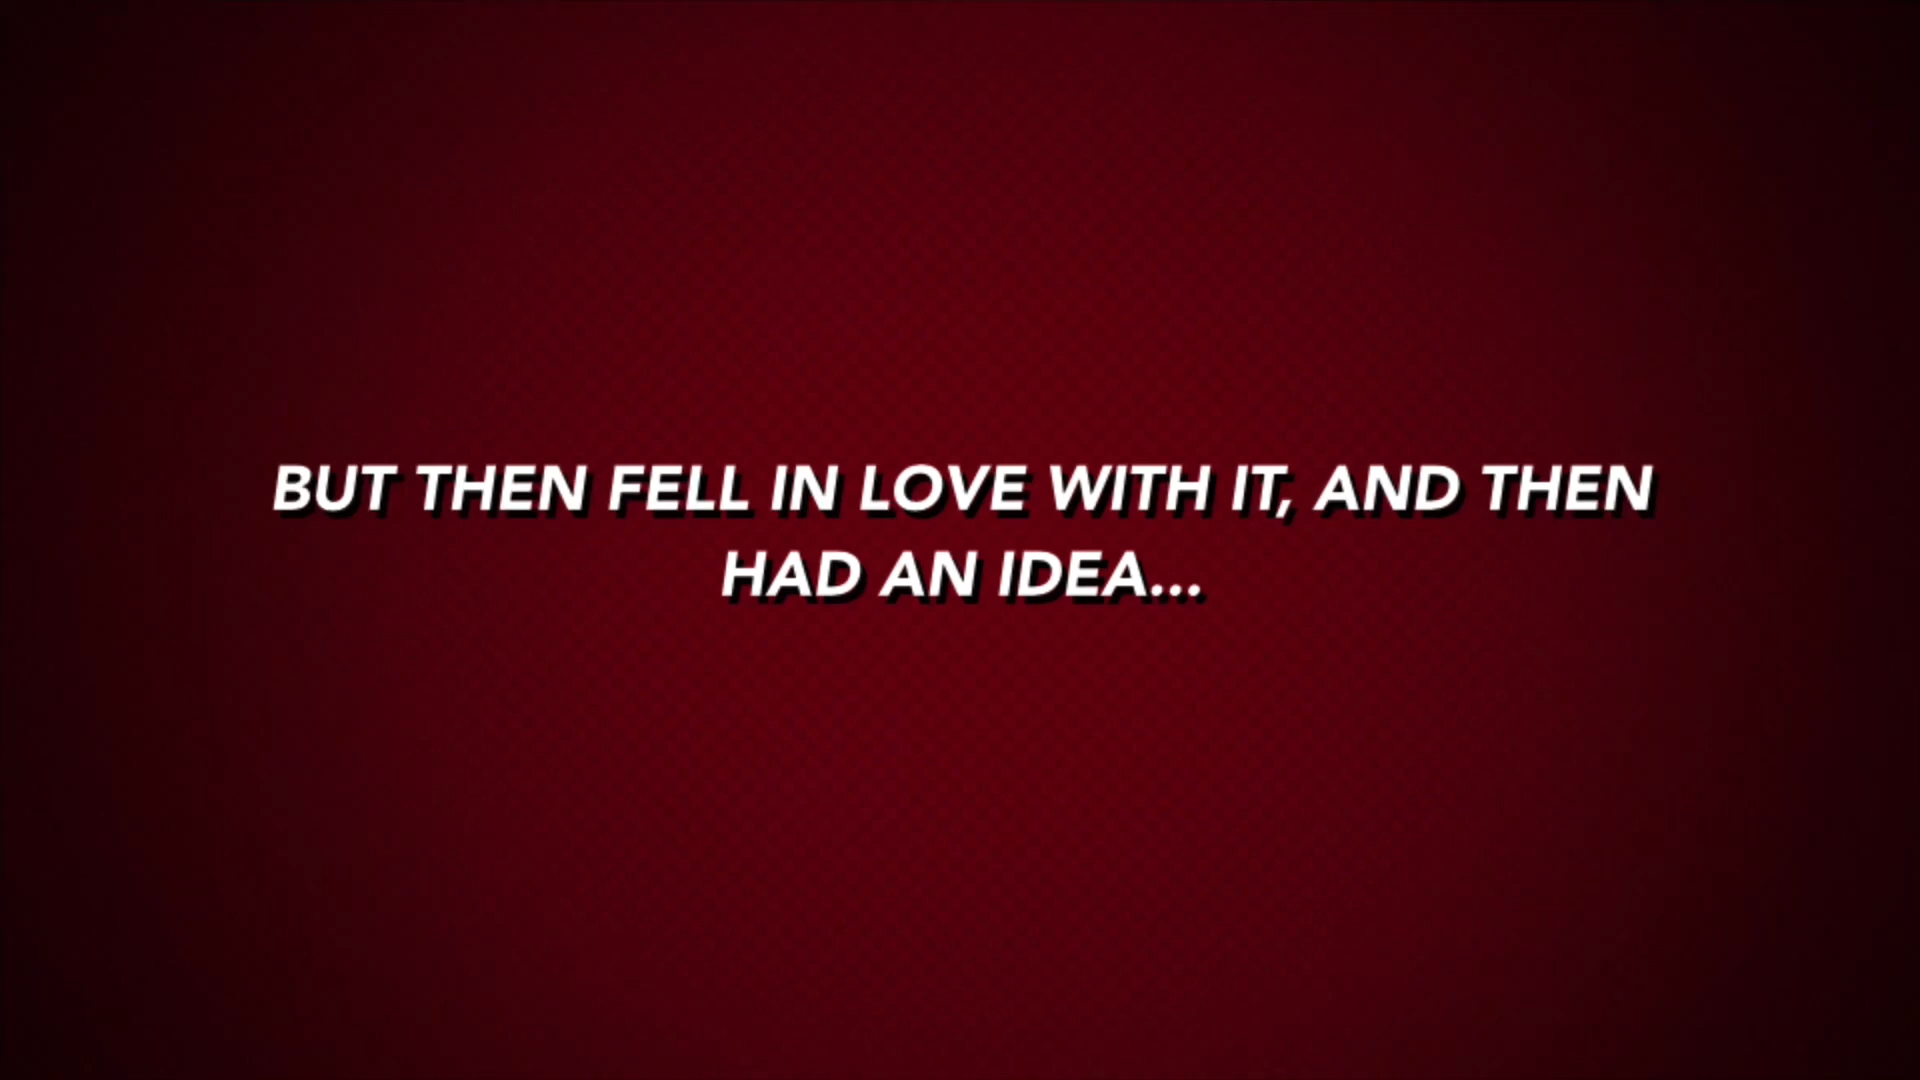 BUT THEN FELL IN LOVE WITH IT, AND THEN
HAD AN IDEA...